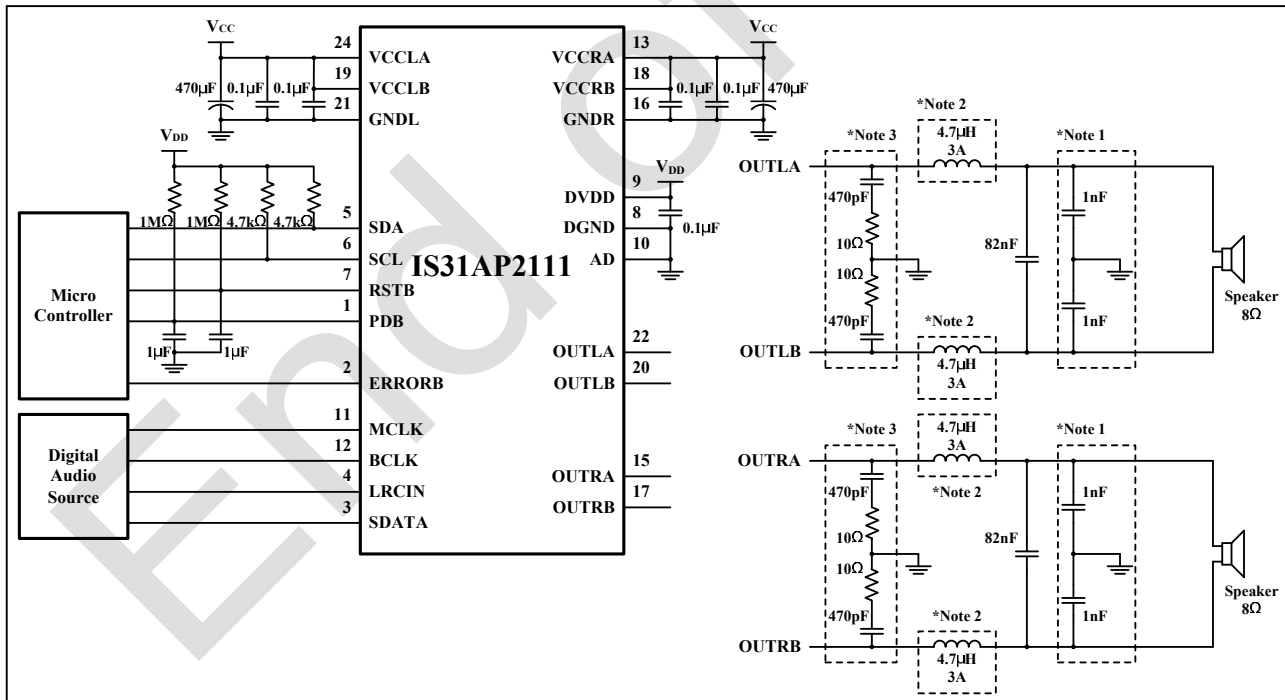 VCC
24
VCCLA
19
VCCLB
470µF 0.1µF 0.1µF
21
GNDL
VDD
1MΩ 1MΩ 4.7kΩ 4.7kΩ
5
SDA
6
SCL
7
RSTB
1
PDB
1µF 1µF
2
ERRORB
11
MCLK
12
BCLK
4
LRCIN
3
SDATA
Micro
Controller
Digital
Audio
Source
IS31AP2111
VCC
13
VCCRA
18
VCCRB
0.1µF 0.1µF 470µF
16
GNDR
VDD
9
DVDD
8
DGND
0.1µF
10
AD
22
OUTLA
20
OUTLB
15
OUTRA
17
OUTRB
*Note 2
*Note 3
4.7µH
3A
*Note 1
OUTLA
470pF
10Ω
10Ω
470pF
82nF
1nF
1nF
Speaker
8Ω
OUTLB
*Note 2
4.7µH
3A
*Note 3
4.7µH
3A
*Note 1
OUTRA
*Note 2
470pF
10Ω
10Ω
470pF
82nF
1nF
1nF
Speaker
8Ω
*Note 2
OUTRB
4.7µH
3A
End o